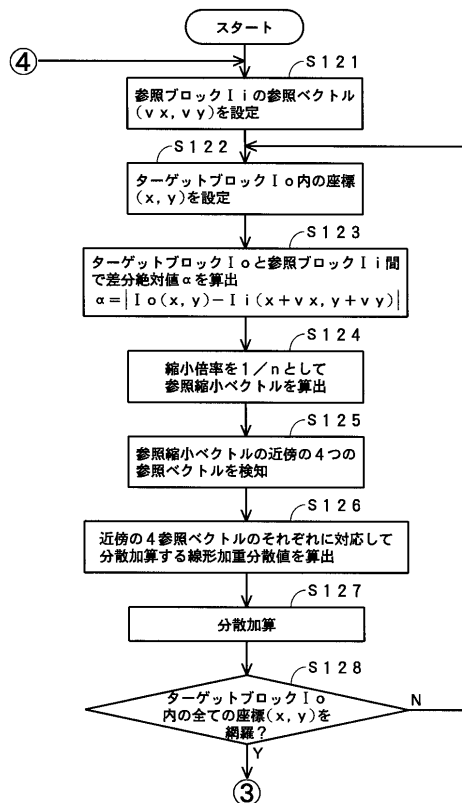 スタート
④
S121
参照ブロックIiの参照ベクトル
(vx,vy)を設定
S122
ターゲットブロックIo内の座標
(x,y)を設定
S123
ターゲットブロックIoと参照ブロックIi間
で差分絶対値αを算出
α=|Io(x,y)-Ii(x+vx,y+vy)|
S124
縮小倍率を1/nとして
参照縮小ベクトルを算出
S125
参照縮小ベクトルの近傍の4つの
参照ベクトルを検知
S126
近傍の4参照ベクトルのそれぞれに対応して
分散加算する線形加重分散値を算出
S127
分散加算
S128
ターゲットブロックIo
内の全ての座標(x,y)を
網羅?
N
Y
③